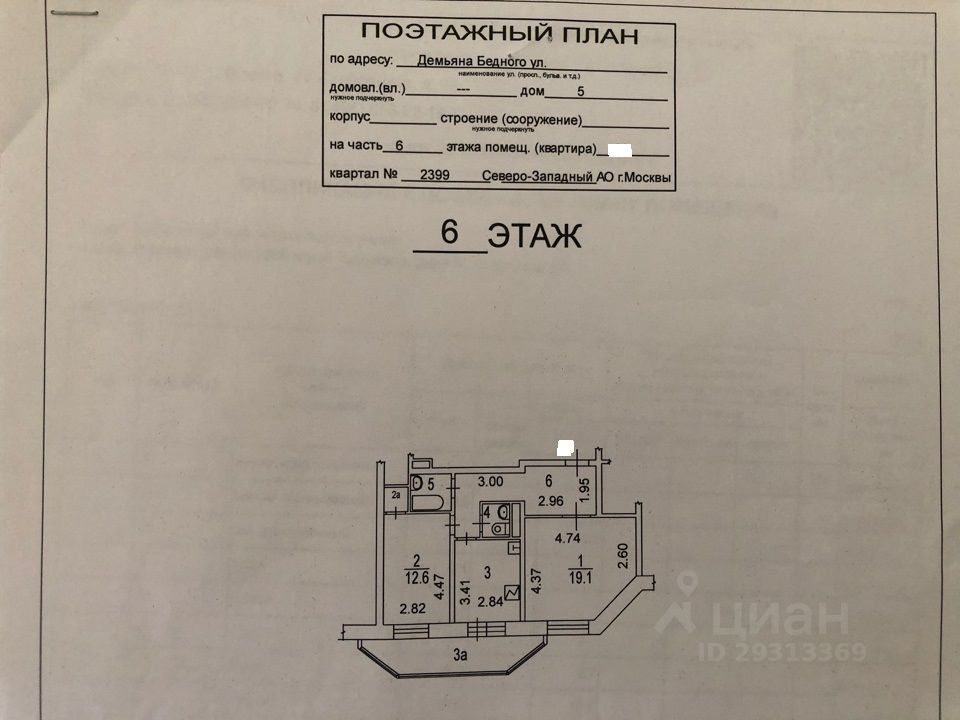 ПОЭТАЖНЫЙ ПЛАН
по адресу: Демьяна Бедного ул.
наименование ул. (просп., бульв. и т.д.)
домовл.(вл.) --- дом 5
нужное подчеркнуть
корпус строение (сооружение)
нужное подчеркнуть
на часть 6 этажа помещ. (квартира)
квартал № 2399 Северо-Западный АО г.Москвы
6 ЭТАЖ
2а
5
3.00
6
2.96
1.95
4
2
12.6
4.47
2.82
3
3.41
2.84
4.74
1
19.1
4.37
2.60
3а
циан
ID 29313369